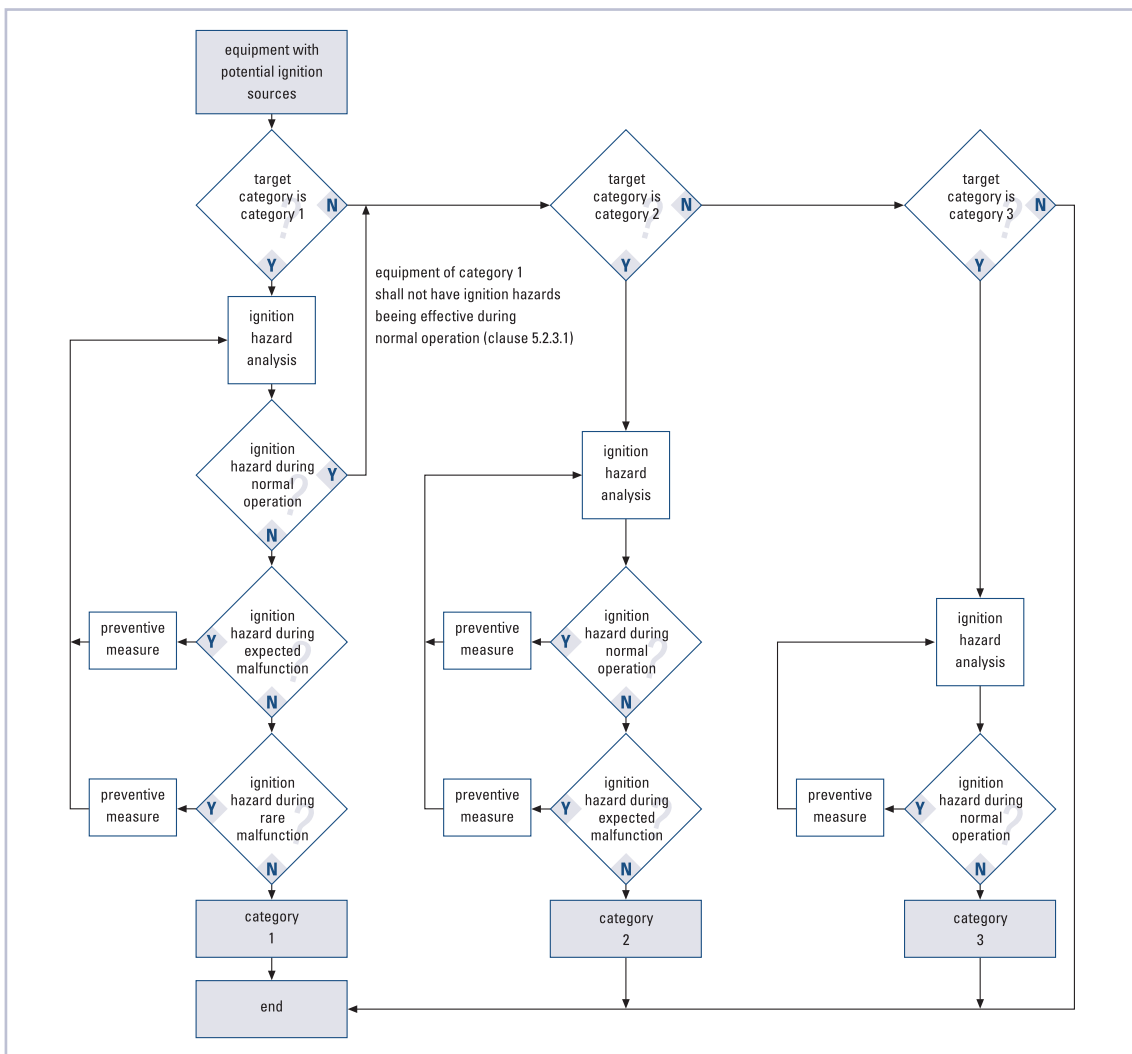 equipment with
potential ignition
sources
target
category is
category 1
?
N
Y
target
category is
category 2
?
N
Y
target
category is
category 3
?
N
Y
equipment of category 1
shall not have ignition hazards
beeing effective during
normal operation (clause 5.2.3.1)
ignition
hazard
analysis
ignition
hazard during
normal
operation
?
Y
N
ignition
hazard
analysis
preventive
measure
ignition
hazard during
expected
malfunction
?
Y
N
preventive
measure
ignition
hazard during
normal
operation
?
Y
N
ignition
hazard
analysis
preventive
measure
ignition
hazard during
rare
malfunction
?
Y
N
preventive
measure
ignition
hazard during
expected
malfunction
?
Y
N
preventive
measure
ignition
hazard during
normal
operation
?
Y
N
category
1
category
2
category
3
end